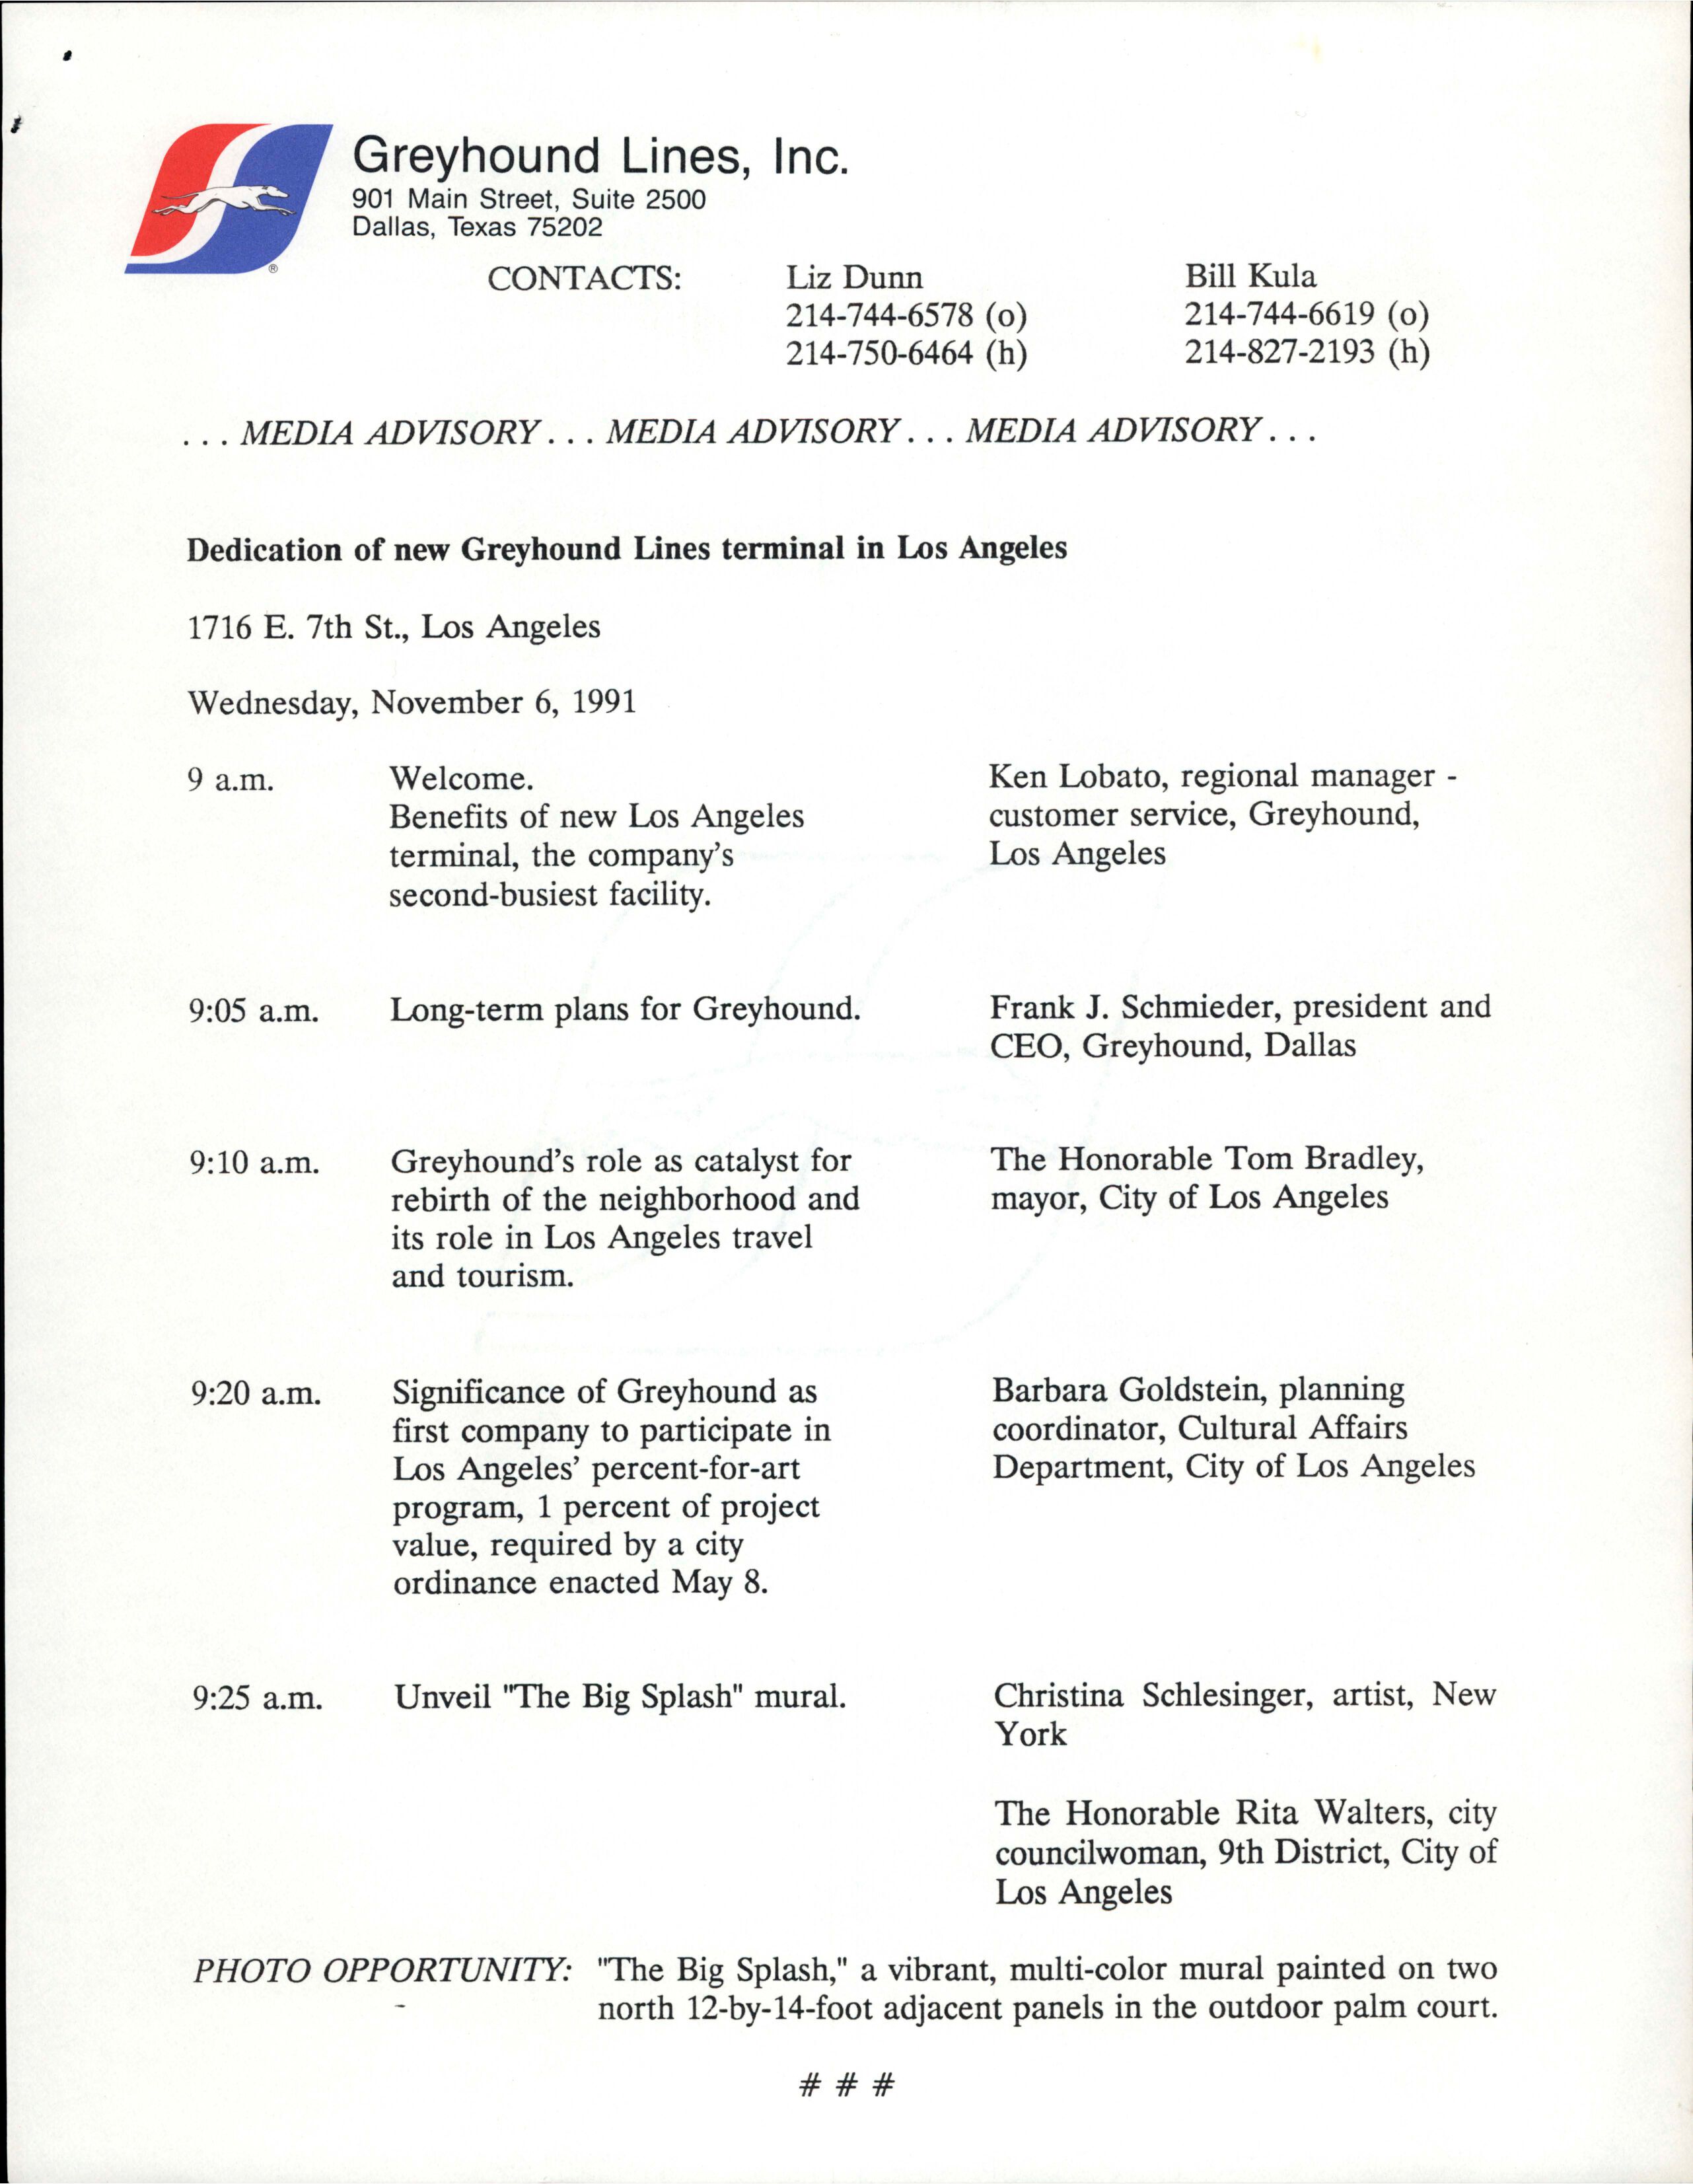 Greyhound Lines, Inc.
901 Main Street, Suite 2500
Dallas, Texas 75202
®
CONTACTS: Liz Dunn Bill Kula
214-744-6578 (o) 214-744-6619 (o)
214-750-6464 (h) 214-827-2193 (h)
. . . MEDIA ADVISORY . . . MEDIA ADVISORY . . . MEDIA ADVISORY . . .
Dedication of new Greyhound Lines terminal in Los Angeles
1716 E. 7th St., Los Angeles
Wednesday, November 6, 1991
9 a.m. Welcome. Ken Lobato, regional manager -
Benefits of new Los Angeles customer service, Greyhound,
terminal, the company's Los Angeles
second-busiest facility.
9:05 a.m. Long-term plans for Greyhound. Frank J. Schmieder, president and
CEO, Greyhound, Dallas
9:10 a.m. Greyhound's role as catalyst for The Honorable Tom Bradley,
rebirth of the neighborhood and mayor, City of Los Angeles
its role in Los Angeles travel
and tourism.
9:20 a.m. Significance of Greyhound as Barbara Goldstein, planning
first company to participate in coordinator, Cultural Affairs
Los Angeles' percent-for-art Department, City of Los Angeles
program, 1 percent of project
value, required by a city
ordinance enacted May 8.
9:25 a.m. Unveil "The Big Splash" mural. Christina Schlesinger, artist, New
York
The Honorable Rita Walters, city
councilwoman, 9th District, City of
Los Angeles
PHOTO OPPORTUNITY: "The Big Splash," a vibrant, multi-color mural painted on two
north 12-by-14-foot adjacent panels in the outdoor palm court.
# # #